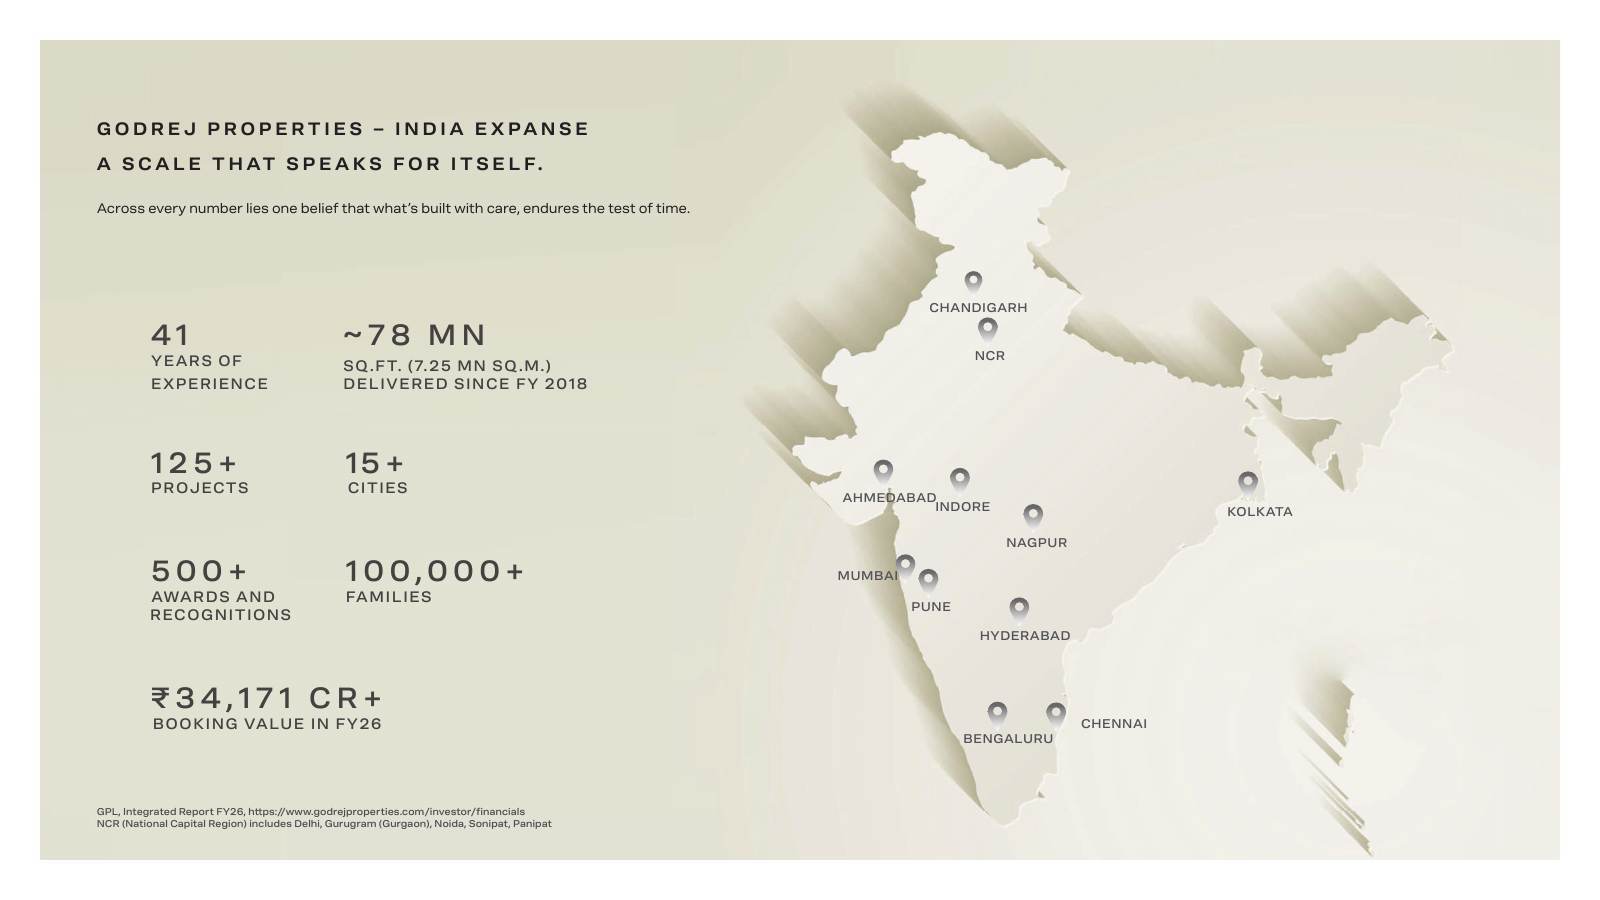 GODREJ PROPERTIES – INDIA EXPANSE
A SCALE THAT SPEAKS FOR ITSELF.
Across every number lies one belief that what’s built with care, endures the test of time.
41
YEARS OF
EXPERIENCE
~78 MN
SQ.FT. (7.25 MN SQ.M.)
DELIVERED SINCE FY 2018
125+
PROJECTS
15+
CITIES
500+
AWARDS AND
RECOGNITIONS
100,000+
FAMILIES
₹34,171 CR+
BOOKING VALUE IN FY26
GPL, Integrated Report FY26, https://www.godrejproperties.com/investor/financials
NCR (National Capital Region) includes Delhi, Gurugram (Gurgaon), Noida, Sonipat, Panipat
CHANDIGARH
NCR
AHMEDABAD
INDORE
KOLKATA
NAGPUR
MUMBAI
PUNE
HYDERABAD
BENGALURU
CHENNAI